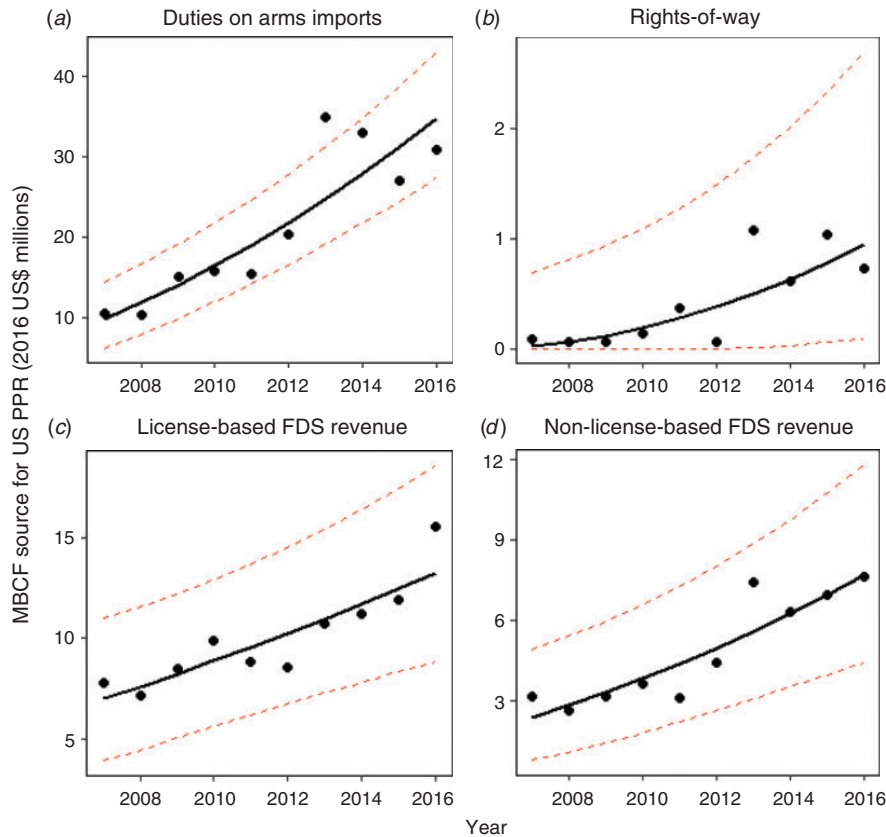 (a) Duties on arms imports
(b) Rights-of-way
MBCF source for US PPR (2016 US$ millions)
40
30
20
10
2008 2010 2012 2014 2016
2
1
0
2008 2010 2012 2014 2016
(c) License-based FDS revenue
(d) Non-license-based FDS revenue
15
10
5
2008 2010 2012 2014 2016
12
9
6
3
2008 2010 2012 2014 2016
Year